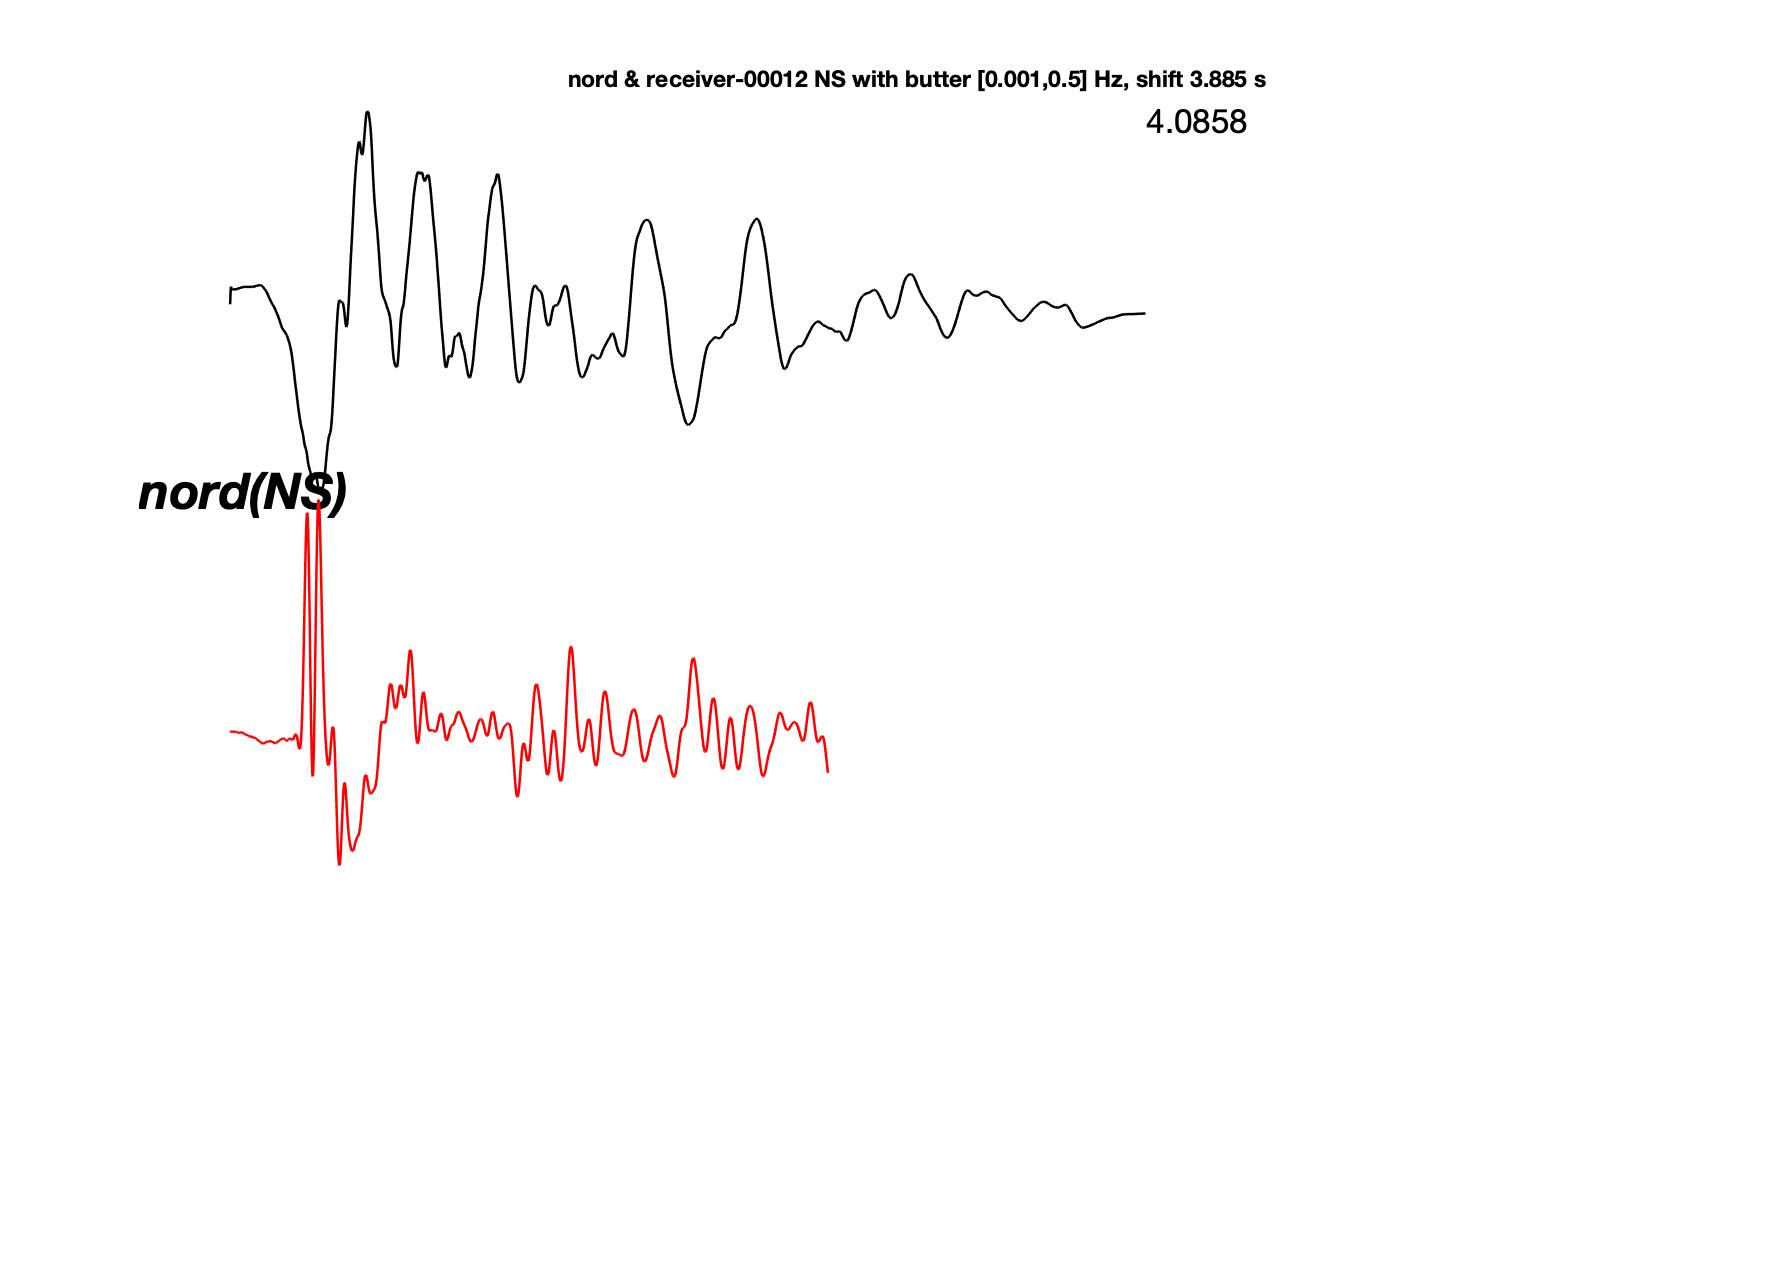 nord & receiver-00012 NS with butter [0.001,0.5] Hz, shift 3.885 s
4.0858
nord(NS)